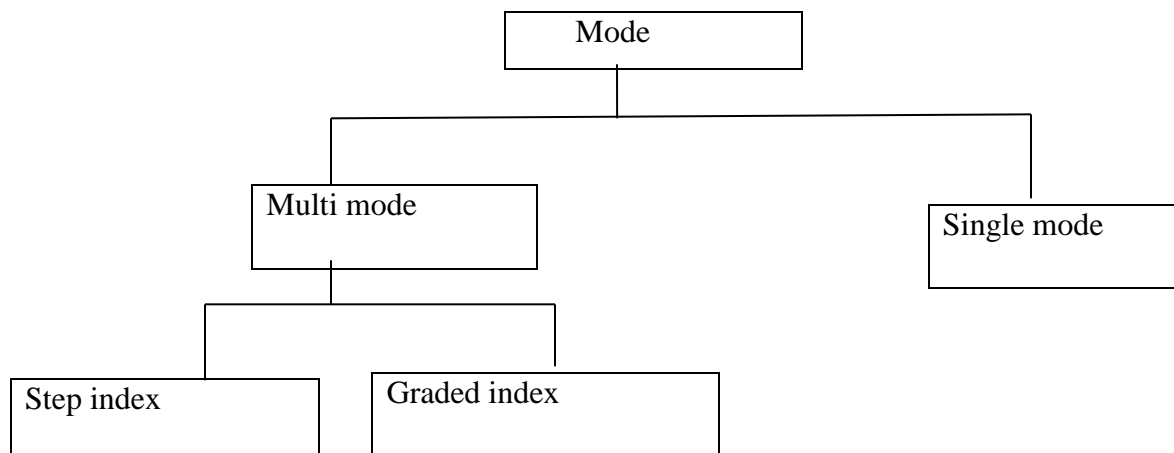 Mode
Multi mode
Single mode
Step index
Graded index